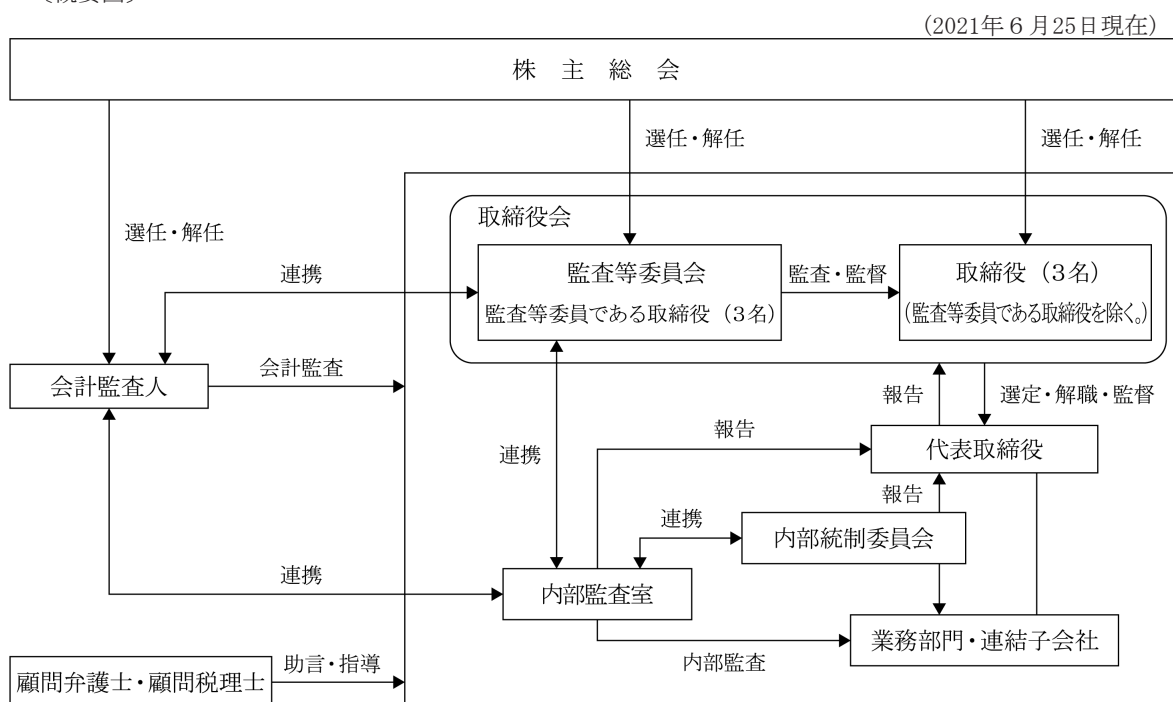 (2021年6月25日現在)
株 主 総 会
選任・解任
選任・解任
選任・解任
取締役会
監査等委員会
監査等委員である取締役（3名）
監査・監督
取締役（3名）
(監査等委員である取締役を除く。)
連携
会計監査人
会計監査
報告
選定・解職・監督
代表取締役
報告
連携
報告
連携
内部統制委員会
連携
内部監査室
業務部門・連結子会社
内部監査
顧問弁護士・顧問税理士
助言・指導